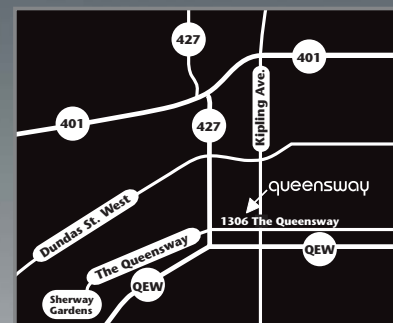 427
401
Kipling Ave.
401
427
queensway
1306 The Queensway
Dundas St. West
The Queensway
QEW
QEW
Sherway
Gardens